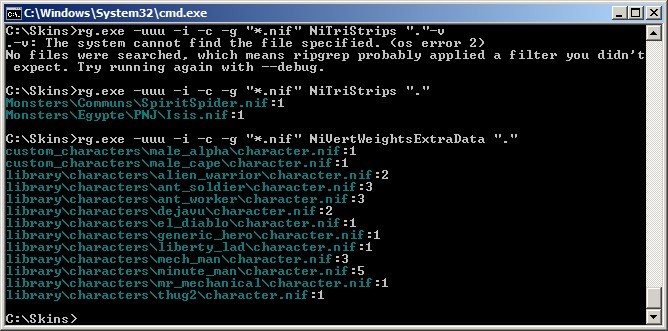 C:\Windows\System32\cmd.exe
C:\Skins>rg.exe -uuu -i -c -g "*.nif" NiTriStrips "."-v
.-v: The system cannot find the file specified. (os error 2)
No files were searched, which means ripgrep probably applied a filter you didn't
 expect. Try running again with --debug.
C:\Skins>rg.exe -uuu -i -c -g "*.nif" NiTriStrips "."
Monsters\Communs\SpiritSpider.nif:1
Monsters\Egypte\PNJ\Isis.nif:1
C:\Skins>rg.exe -uuu -i -c -g "*.nif" NiVertWeightsExtraData "."
custom_characters\male_alpha\character.nif:1
custom_characters\male_cape\character.nif:1
library\characters\alien_warrior\character.nif:2
library\characters\ant_soldier\character.nif:3
library\characters\ant_worker\character.nif:3
library\characters\dejavu\character.nif:2
library\characters\el_diablo\character.nif:1
library\characters\generic_hero\character.nif:1
library\characters\liberty_lad\character.nif:1
library\characters\mech_man\character.nif:3
library\characters\minute_man\character.nif:5
library\characters\mr_mechanical\character.nif:1
library\characters\thug2\character.nif:1
C:\Skins>